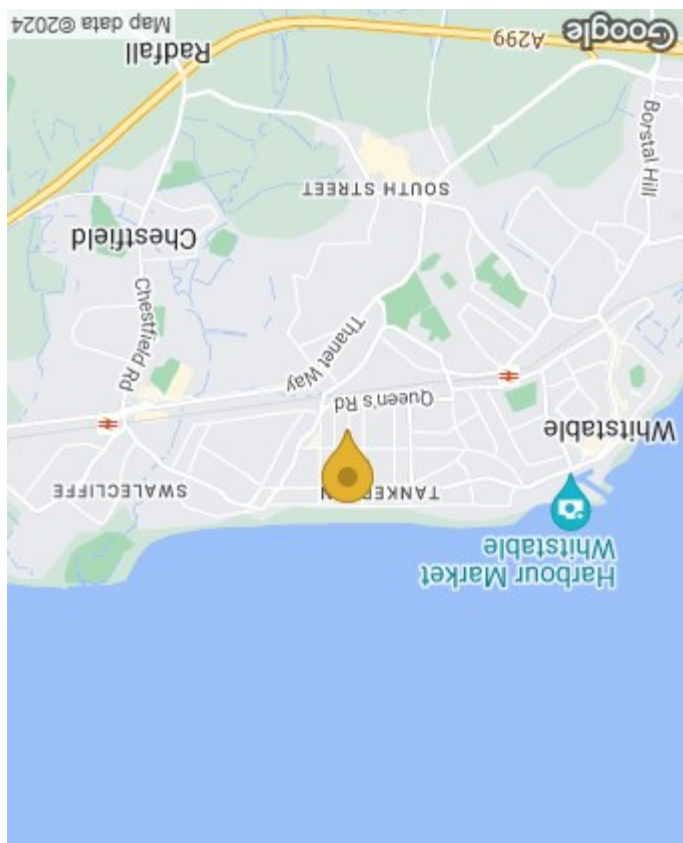 Harbour Market
Whitstable
SWALECLIFFE
Whitstable
Queen's Rd
Thanet Way
Chestfield Rd
Chestfield
SOUTH STREET
Borstal Hill
Radfall
A299
Google
Map data ©2024